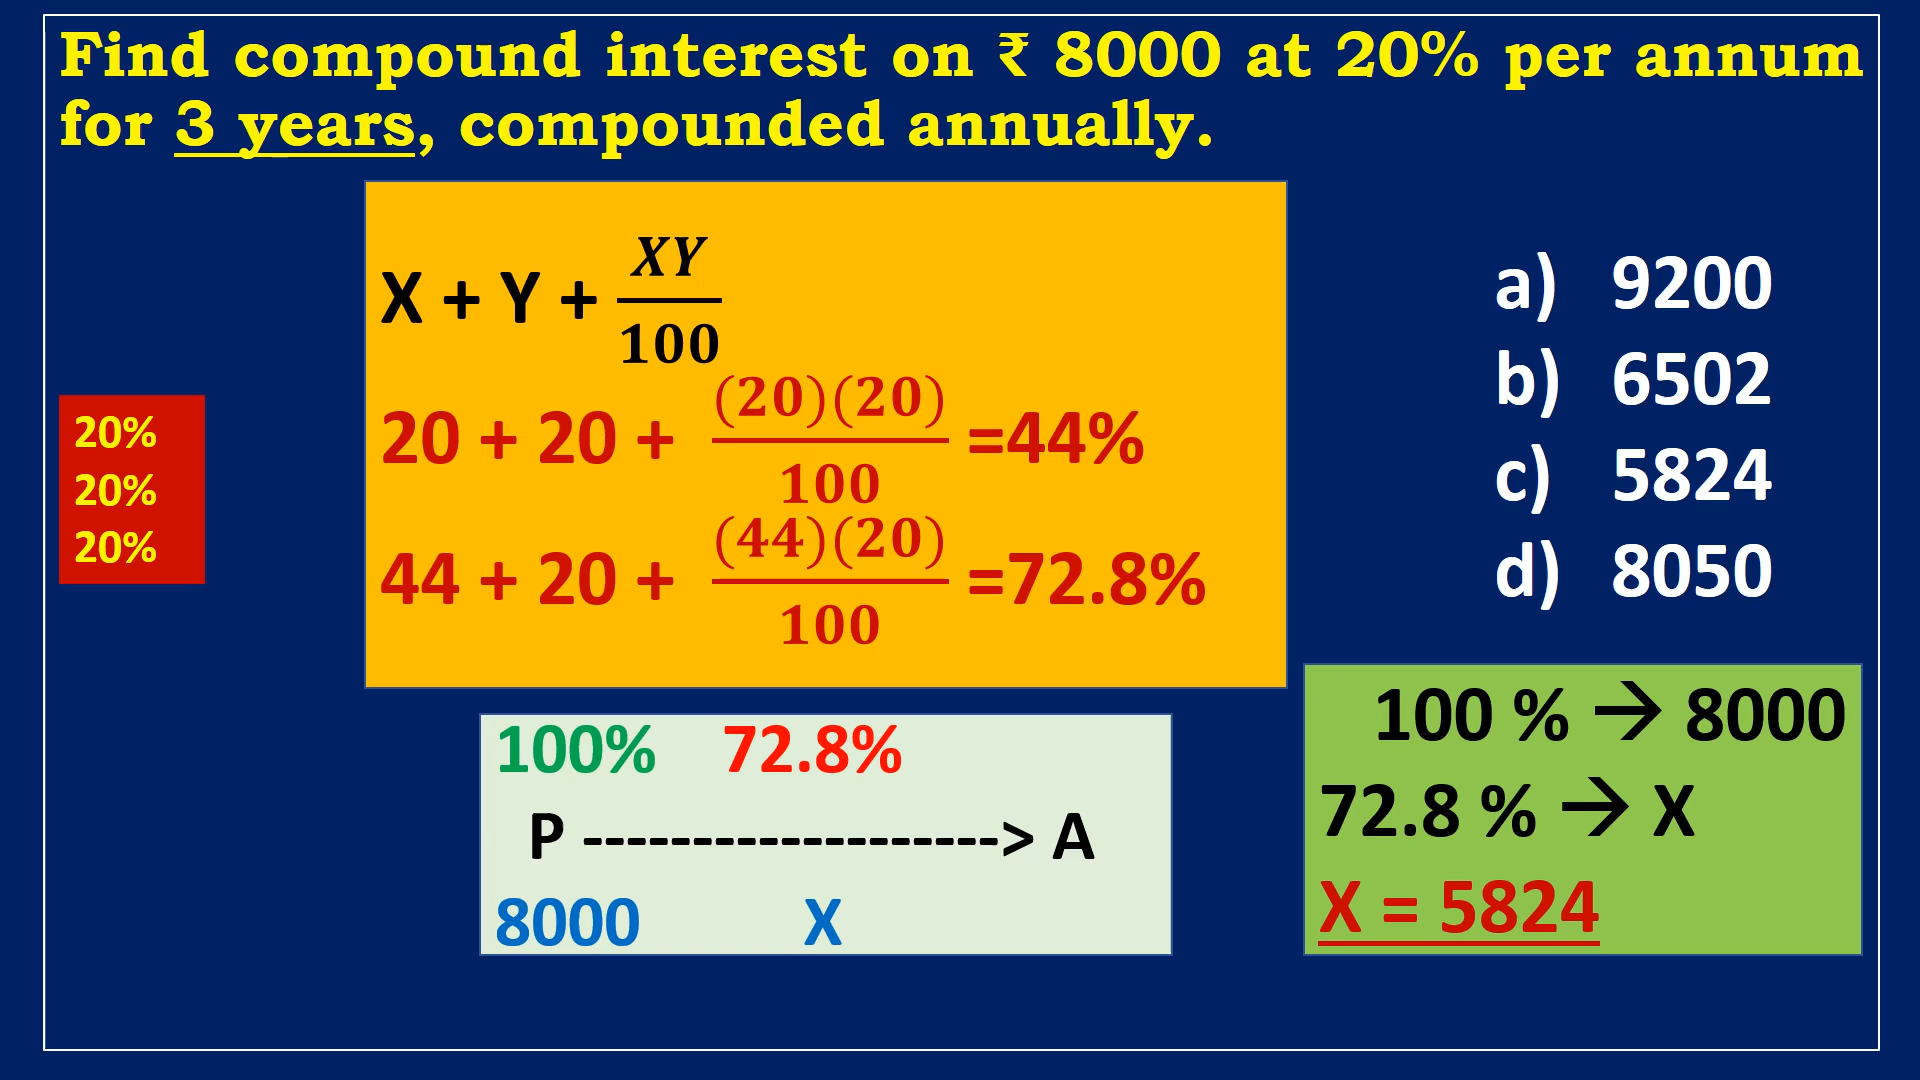 Find compound interest on ₹ 8000 at 20% per annum
for 3 years, compounded annually.
X + Y + XY/100
20 + 20 + (20)(20)/100 =44%
44 + 20 + (44)(20)/100 =72.8%
20%
20%
20%
a) 9200
b) 6502
c) 5824
d) 8050
100% 72.8%
P -------------------> A
8000 X
100 % → 8000
72.8 % → X
X = 5824